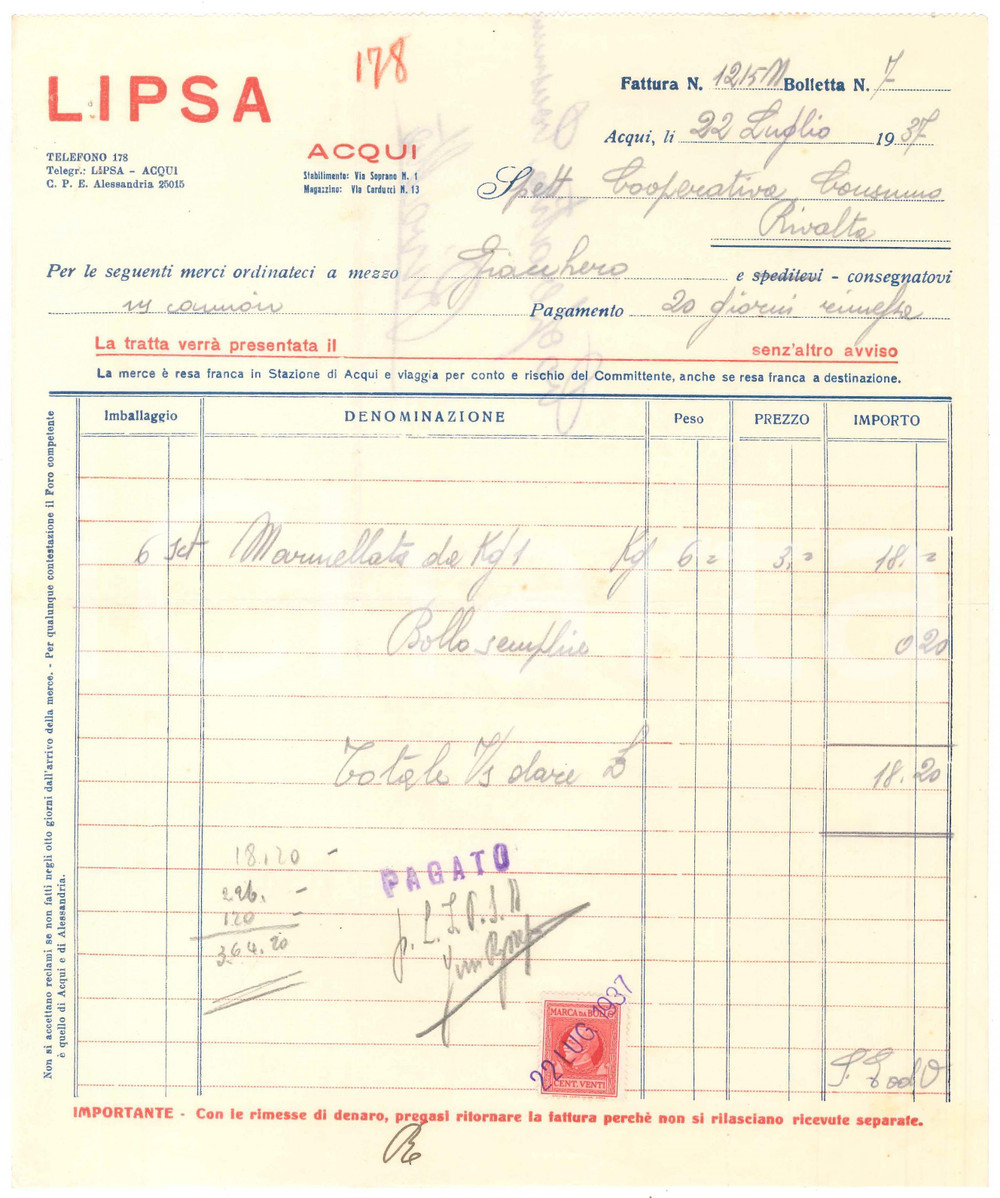 178
LIPSA
Fattura N. 1215M Bolletta N. 7
Acqui, li 22 Luglio 1937
TELEFONO 178
Telegr.: LIPSA - ACQUI
C. P. E. Alessandria 25015
ACQUI
Stabilimento: Via Soprano N. 1
Magazzino: Via Carducci N. 13
Spett Cooperativa Consumo
Rivalta
Per le seguenti merci ordinateci a mezzo e speditevi - consegnatovi
Pagamento 20 giorni rimessa
La tratta verrà presentata il senz'altro avviso
La merce è resa franca in Stazione di Acqui e viaggia per conto e rischio del Committente, anche se resa franca a destinazione.
Imballaggio DENOMINAZIONE Peso PREZZO IMPORTO
6 Sct Marmellata da Kg 1 Kg 6 = 3.= 18.=
Bollo semplice 0 20
Totale V/s dare L 18.20
18.20 -
226. -
120 -
364.20
PAGATO
p. L.I.P.S.A
MARCA DA BOLLO
22 LUG 1937
CENT. VENTI
Non si accettano reclami se non fatti negli otto giorni dall'arrivo della merce. - Per qualunque contestazione il Foro competente
è quello di Acqui e di Alessandria.
IMPORTANTE - Con le rimesse di denaro, pregasi ritornare la fattura perchè non si rilasciano ricevute separate.